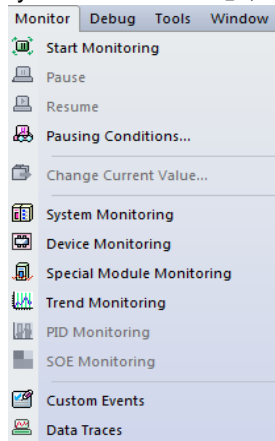 Monitor Debug Tools Window
Start Monitoring
Pause
Resume
Pausing Conditions...
Change Current Value...
System Monitoring
Device Monitoring
Special Module Monitoring
Trend Monitoring
PID Monitoring
SOE Monitoring
Custom Events
Data Traces